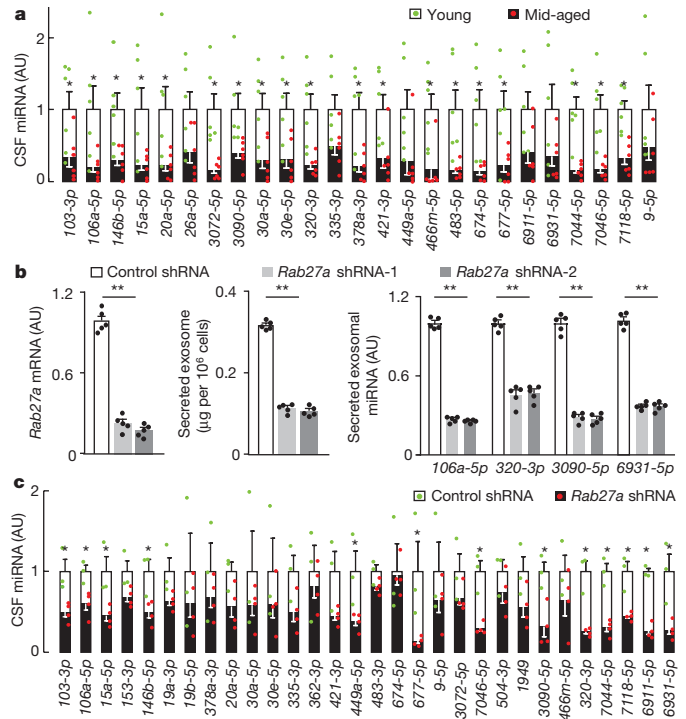 a
Young
Mid-aged
CSF miRNA (AU)
2
1
0
* * * * * * * * * * * * * * * * * * *
103-3p
106a-5p
146b-5p
15a-5p
20a-5p
26a-5p
3072-5p
3090-5p
30a-5p
30e-5p
320-3p
335-3p
378a-3p
421-3p
449a-5p
466m-5p
483-5p
674-5p
677-5p
6911-5p
6931-5p
7044-5p
7046-5p
7118-5p
9-5p
b
Control shRNA
Rab27a shRNA-1
Rab27a shRNA-2
Rab27a mRNA (AU)
1.2
0.6
0
**
Secreted exosome
(μg per 10⁶ cells)
0.4
0.2
0
**
Secreted exosomal
miRNA (AU)
1.2
0.6
0
** ** ** **
106a-5p 320-3p 3090-5p 6931-5p
c
Control shRNA
Rab27a shRNA
CSF miRNA (AU)
2
1
0
* * * * * * * * * * * * *
103-3p
106a-5p
15a-5p
153-3p
146b-5p
19a-3p
19b-5p
378a-3p
20a-5p
30a-5p
30e-5p
335-3p
362-3p
421-3p
449a-5p
483-3p
674-5p
677-5p
9-5p
3072-5p
7046-5p
504-3p
1949
3090-5p
466m-5p
320-3p
7044-5p
7118-5p
6911-5p
6931-5p